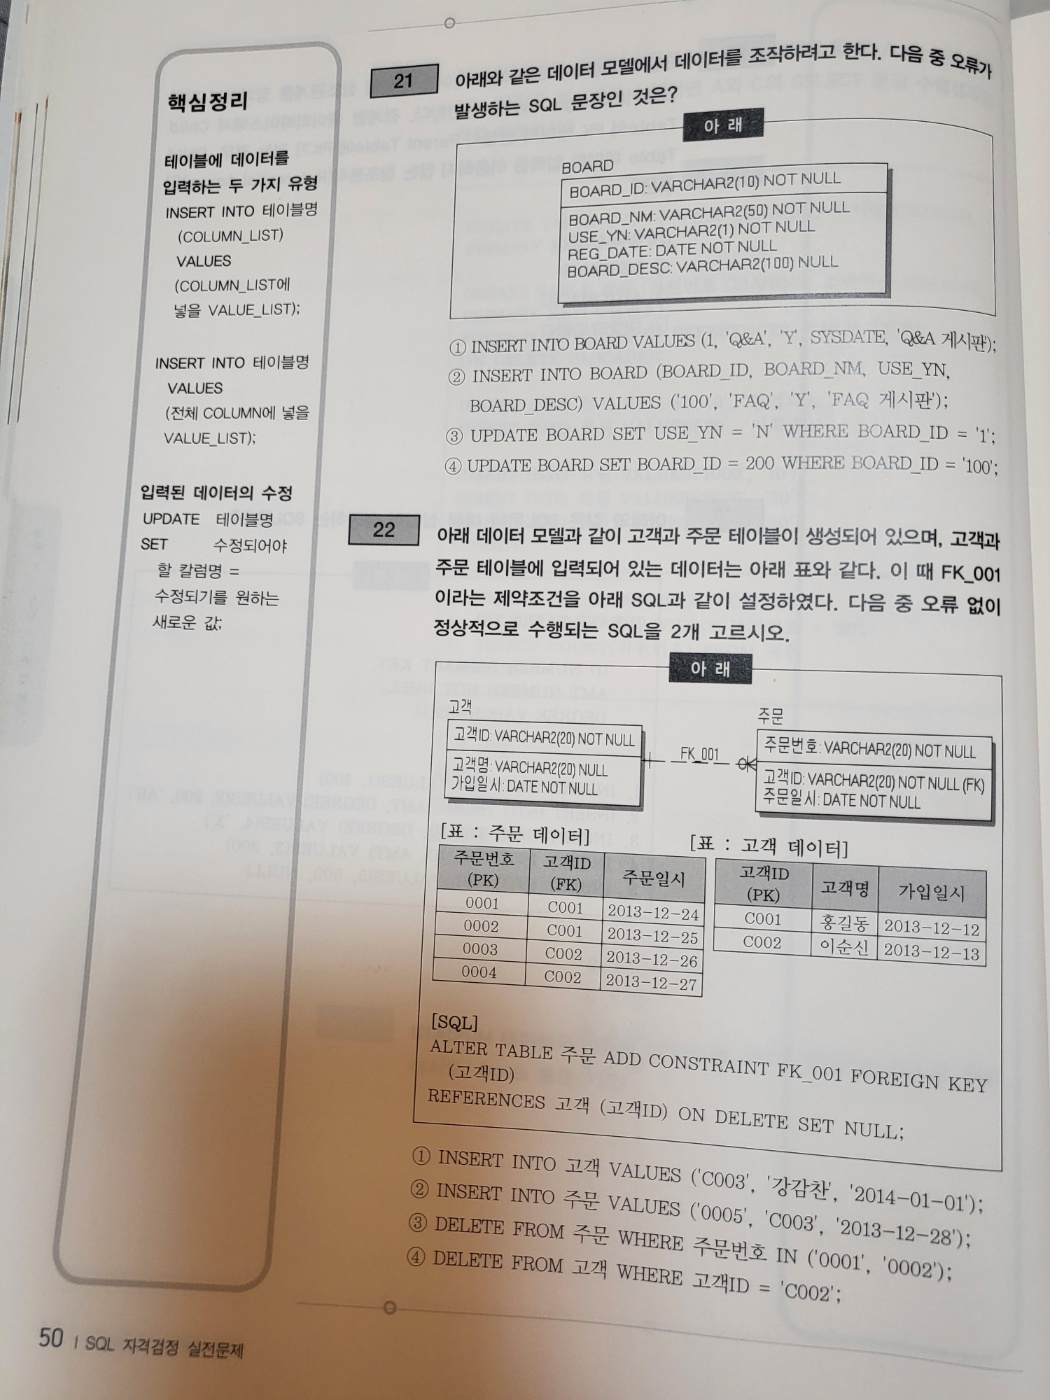 핵심정리
테이블에 데이터를
입력하는 두 가지 유형
INSERT INTO 테이블명
(COLUMN_LIST)
VALUES
(COLUMN_LIST에
넣을 VALUE_LIST);
INSERT INTO 테이블명
VALUES
(전체 COLUMN에 넣을
VALUE_LIST);
입력된 데이터의 수정
UPDATE 테이블명
SET 수정되어야
할 칼럼명 =
수정되기를 원하는
새로운 값;
21 아래와 같은 데이터 모델에서 데이터를 조작하려고 한다. 다음 중 오류가
발생하는 SQL 문장인 것은?
아 래
BOARD
BOARD_ID: VARCHAR2(10) NOT NULL
BOARD_NM: VARCHAR2(50) NOT NULL
USE_YN: VARCHAR2(1) NOT NULL
REG_DATE: DATE NOT NULL
BOARD_DESC: VARCHAR2(100) NULL
① INSERT INTO BOARD VALUES (1, 'Q&A', 'Y', SYSDATE, 'Q&A 게시판');
② INSERT INTO BOARD (BOARD_ID, BOARD_NM, USE_YN,
BOARD_DESC) VALUES ('100', 'FAQ', 'Y', 'FAQ 게시판');
③ UPDATE BOARD SET USE_YN = 'N' WHERE BOARD_ID = '1';
④ UPDATE BOARD SET BOARD_ID = 200 WHERE BOARD_ID = '100';
22 아래 데이터 모델과 같이 고객과 주문 테이블이 생성되어 있으며, 고객과
주문 테이블에 입력되어 있는 데이터는 아래 표와 같다. 이 때 FK_001
이라는 제약조건을 아래 SQL과 같이 설정하였다. 다음 중 오류 없이
정상적으로 수행되는 SQL을 2개 고르시오.
아 래
고객
고객ID: VARCHAR2(20) NOT NULL
고객명: VARCHAR2(20) NULL
가입일시: DATE NOT NULL
FK_001
주문
주문번호: VARCHAR2(20) NOT NULL
고객ID: VARCHAR2(20) NOT NULL (FK)
주문일시: DATE NOT NULL
[표 : 주문 데이터]
주문번호 (PK) 고객ID (FK) 주문일시
0001 C001 2013-12-24
0002 C001 2013-12-25
0003 C002 2013-12-26
0004 C002 2013-12-27
[표 : 고객 데이터]
고객ID (PK) 고객명 가입일시
C001 홍길동 2013-12-12
C002 이순신 2013-12-13
[SQL]
ALTER TABLE 주문 ADD CONSTRAINT FK_001 FOREIGN KEY
(고객ID)
REFERENCES 고객 (고객ID) ON DELETE SET NULL;
① INSERT INTO 고객 VALUES ('C003', '강감찬', '2014-01-01');
② INSERT INTO 주문 VALUES ('0005', 'C003', '2013-12-28');
③ DELETE FROM 주문 WHERE 주문번호 IN ('0001', '0002');
④ DELETE FROM 고객 WHERE 고객ID = 'C002';
50 | SQL 자격검정 실전문제